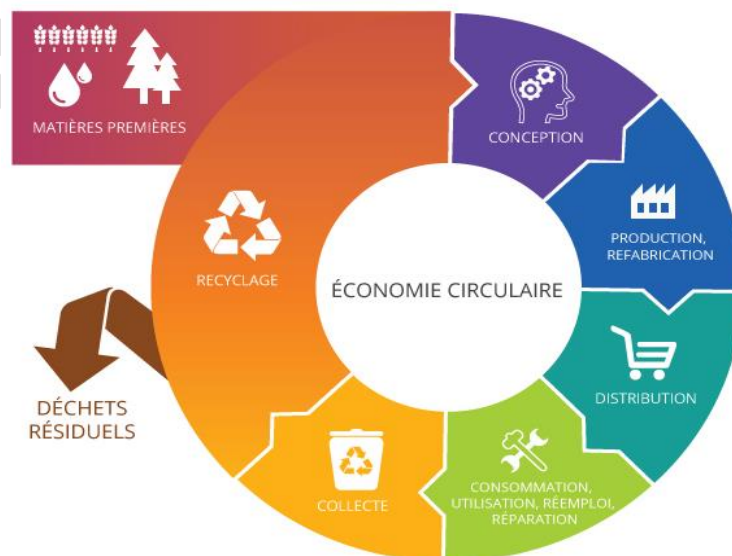 MATIÈRES PREMIÈRES
CONCEPTION
PRODUCTION,
REFABRICATION
DISTRIBUTION
CONSOMMATION,
UTILISATION, RÉEMPLOI,
RÉPARATION
COLLECTE
RECYCLAGE
DÉCHETS
RÉSIDUELS
ÉCONOMIE CIRCULAIRE